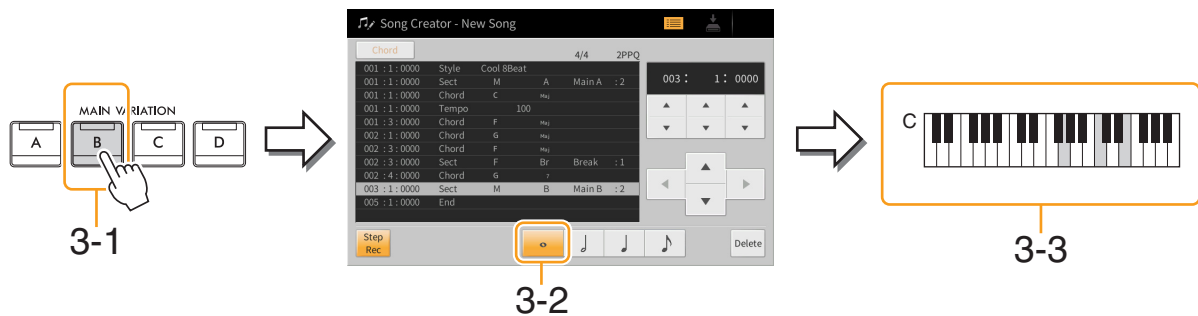 MAIN VARIATION
A B C D
3-1
Song Creator - New Song
Chord 4/4 2PPQ
001 : 1 : 0000 Style Cool 8Beat
001 : 1 : 0000 Sect M A Main A : 2
001 : 1 : 0000 Chord C Maj
001 : 1 : 0000 Tempo 100
001 : 3 : 0000 Chord F Maj
002 : 1 : 0000 Chord G Maj
002 : 3 : 0000 Chord F Maj
002 : 3 : 0000 Sect F Br Break : 1
002 : 4 : 0000 Chord G 7
003 : 1 : 0000 Sect M B Main B : 2
005 : 1 : 0000 End
003 : 1 : 0000
Step
Rec
Delete
3-2
C
3-3